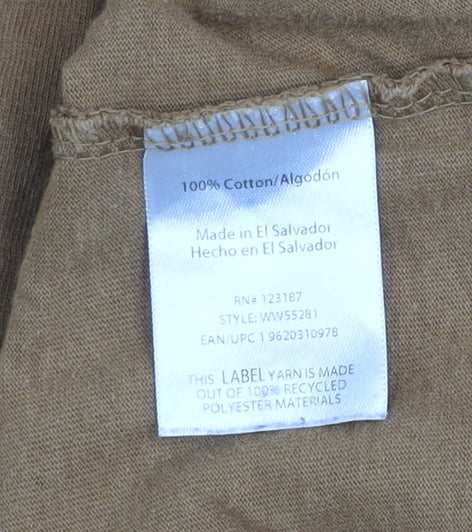 100% Cotton/Algodón
Made in El Salvador
Hecho en El Salvador
RN# 123187
STYLE: WW55281
EAN/UPC 1 9620310978
THIS LABEL YARN IS MADE
OUT OF 100% RECYCLED
POLYESTER MATERIALS